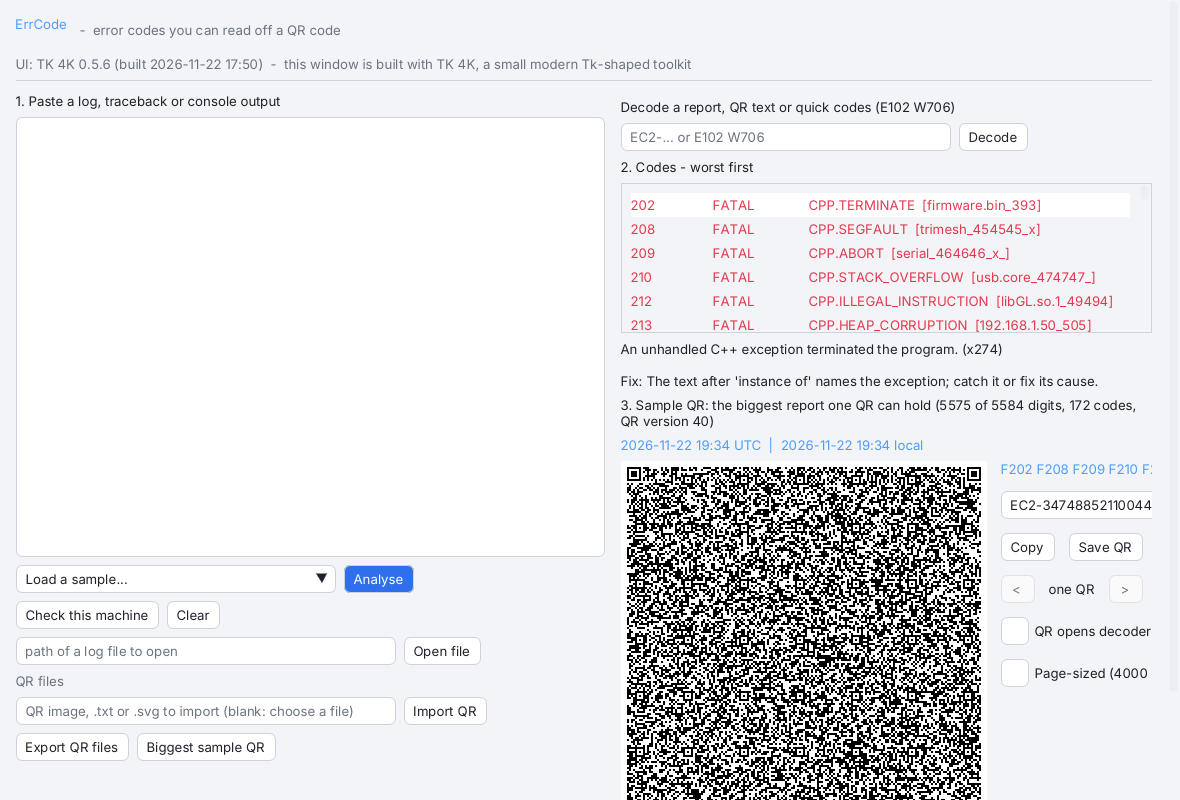 ErrCode - error codes you can read off a QR code
UI: TK 4K 0.5.6 (built 2026-11-22 17:50) - this window is built with TK 4K, a small modern Tk-shaped toolkit
1. Paste a log, traceback or console output
Load a sample... ▼ Analyse
Check this machine Clear
path of a log file to open Open file
QR files
QR image, .txt or .svg to import (blank: choose a file) Import QR
Export QR files Biggest sample QR
Decode a report, QR text or quick codes (E102 W706)
EC2-... or E102 W706 Decode
2. Codes - worst first
202 FATAL CPP.TERMINATE [firmware.bin_393]
208 FATAL CPP.SEGFAULT [trimesh_454545_x]
209 FATAL CPP.ABORT [serial_464646_x_]
210 FATAL CPP.STACK_OVERFLOW [usb.core_474747_]
212 FATAL CPP.ILLEGAL_INSTRUCTION [libGL.so.1_49494]
213 FATAL CPP.HEAP_CORRUPTION [192.168.1.50_505]
An unhandled C++ exception terminated the program. (x274)
Fix: The text after 'instance of' names the exception; catch it or fix its cause.
3. Sample QR: the biggest report one QR can hold (5575 of 5584 digits, 172 codes,
QR version 40)
2026-11-22 19:34 UTC | 2026-11-22 19:34 local
F202 F208 F209 F210
EC2-34748852110044
Copy Save QR
< one QR >
QR opens decoder
Page-sized (4000